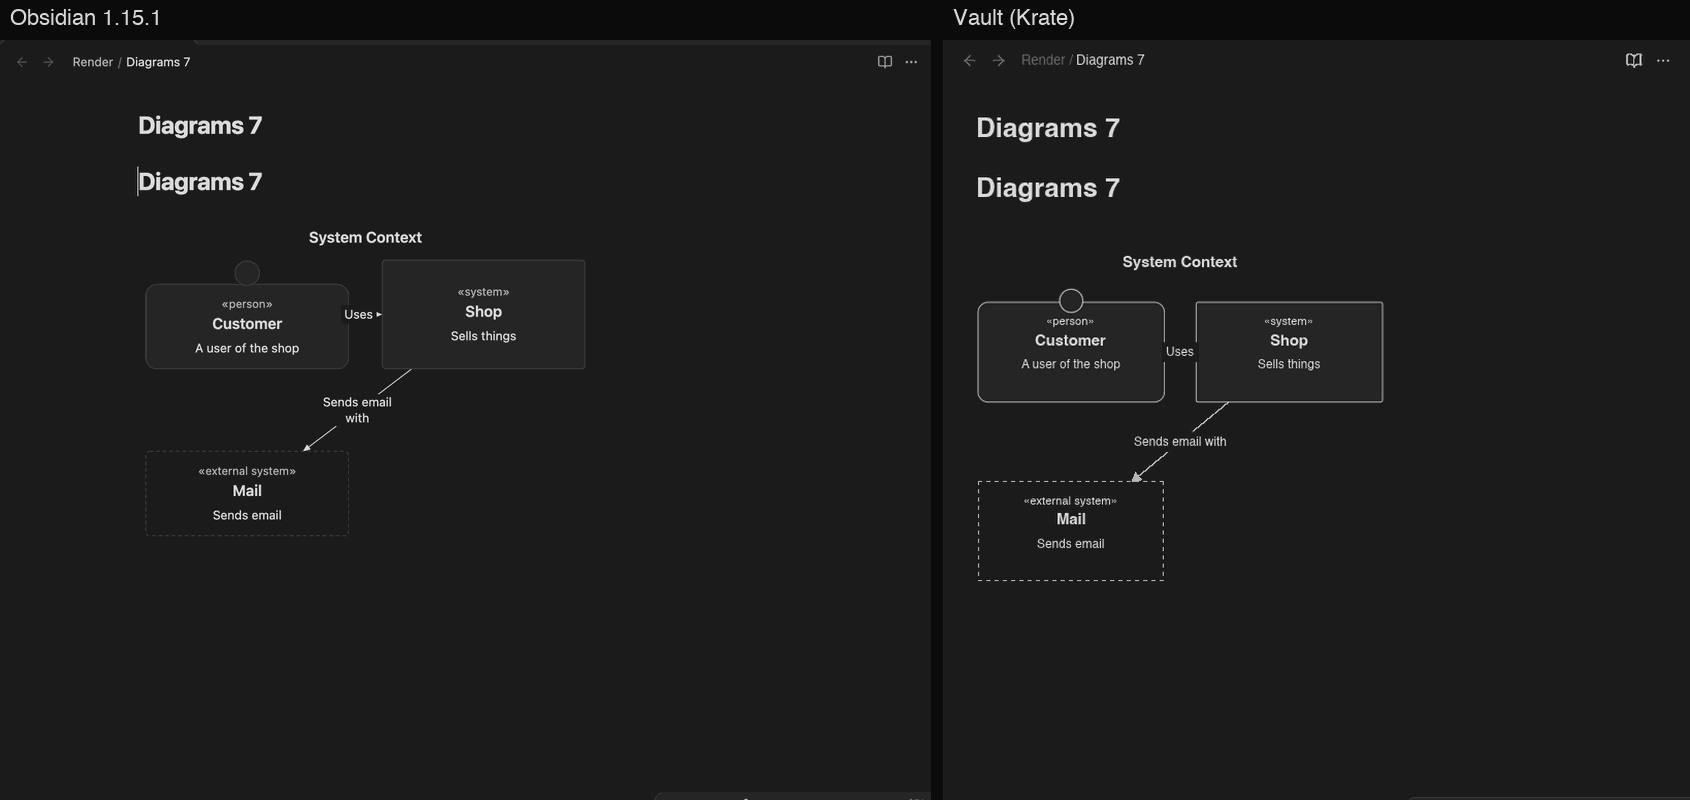 Obsidian 1.15.1
Render / Diagrams 7
Diagrams 7
Diagrams 7
System Context
«person»
Customer
A user of the shop
Uses
«system»
Shop
Sells things
Sends email
with
«external system»
Mail
Sends email
Vault (Krate)
Render / Diagrams 7
Diagrams 7
Diagrams 7
System Context
«person»
Customer
A user of the shop
Uses
«system»
Shop
Sells things
Sends email with
«external system»
Mail
Sends email